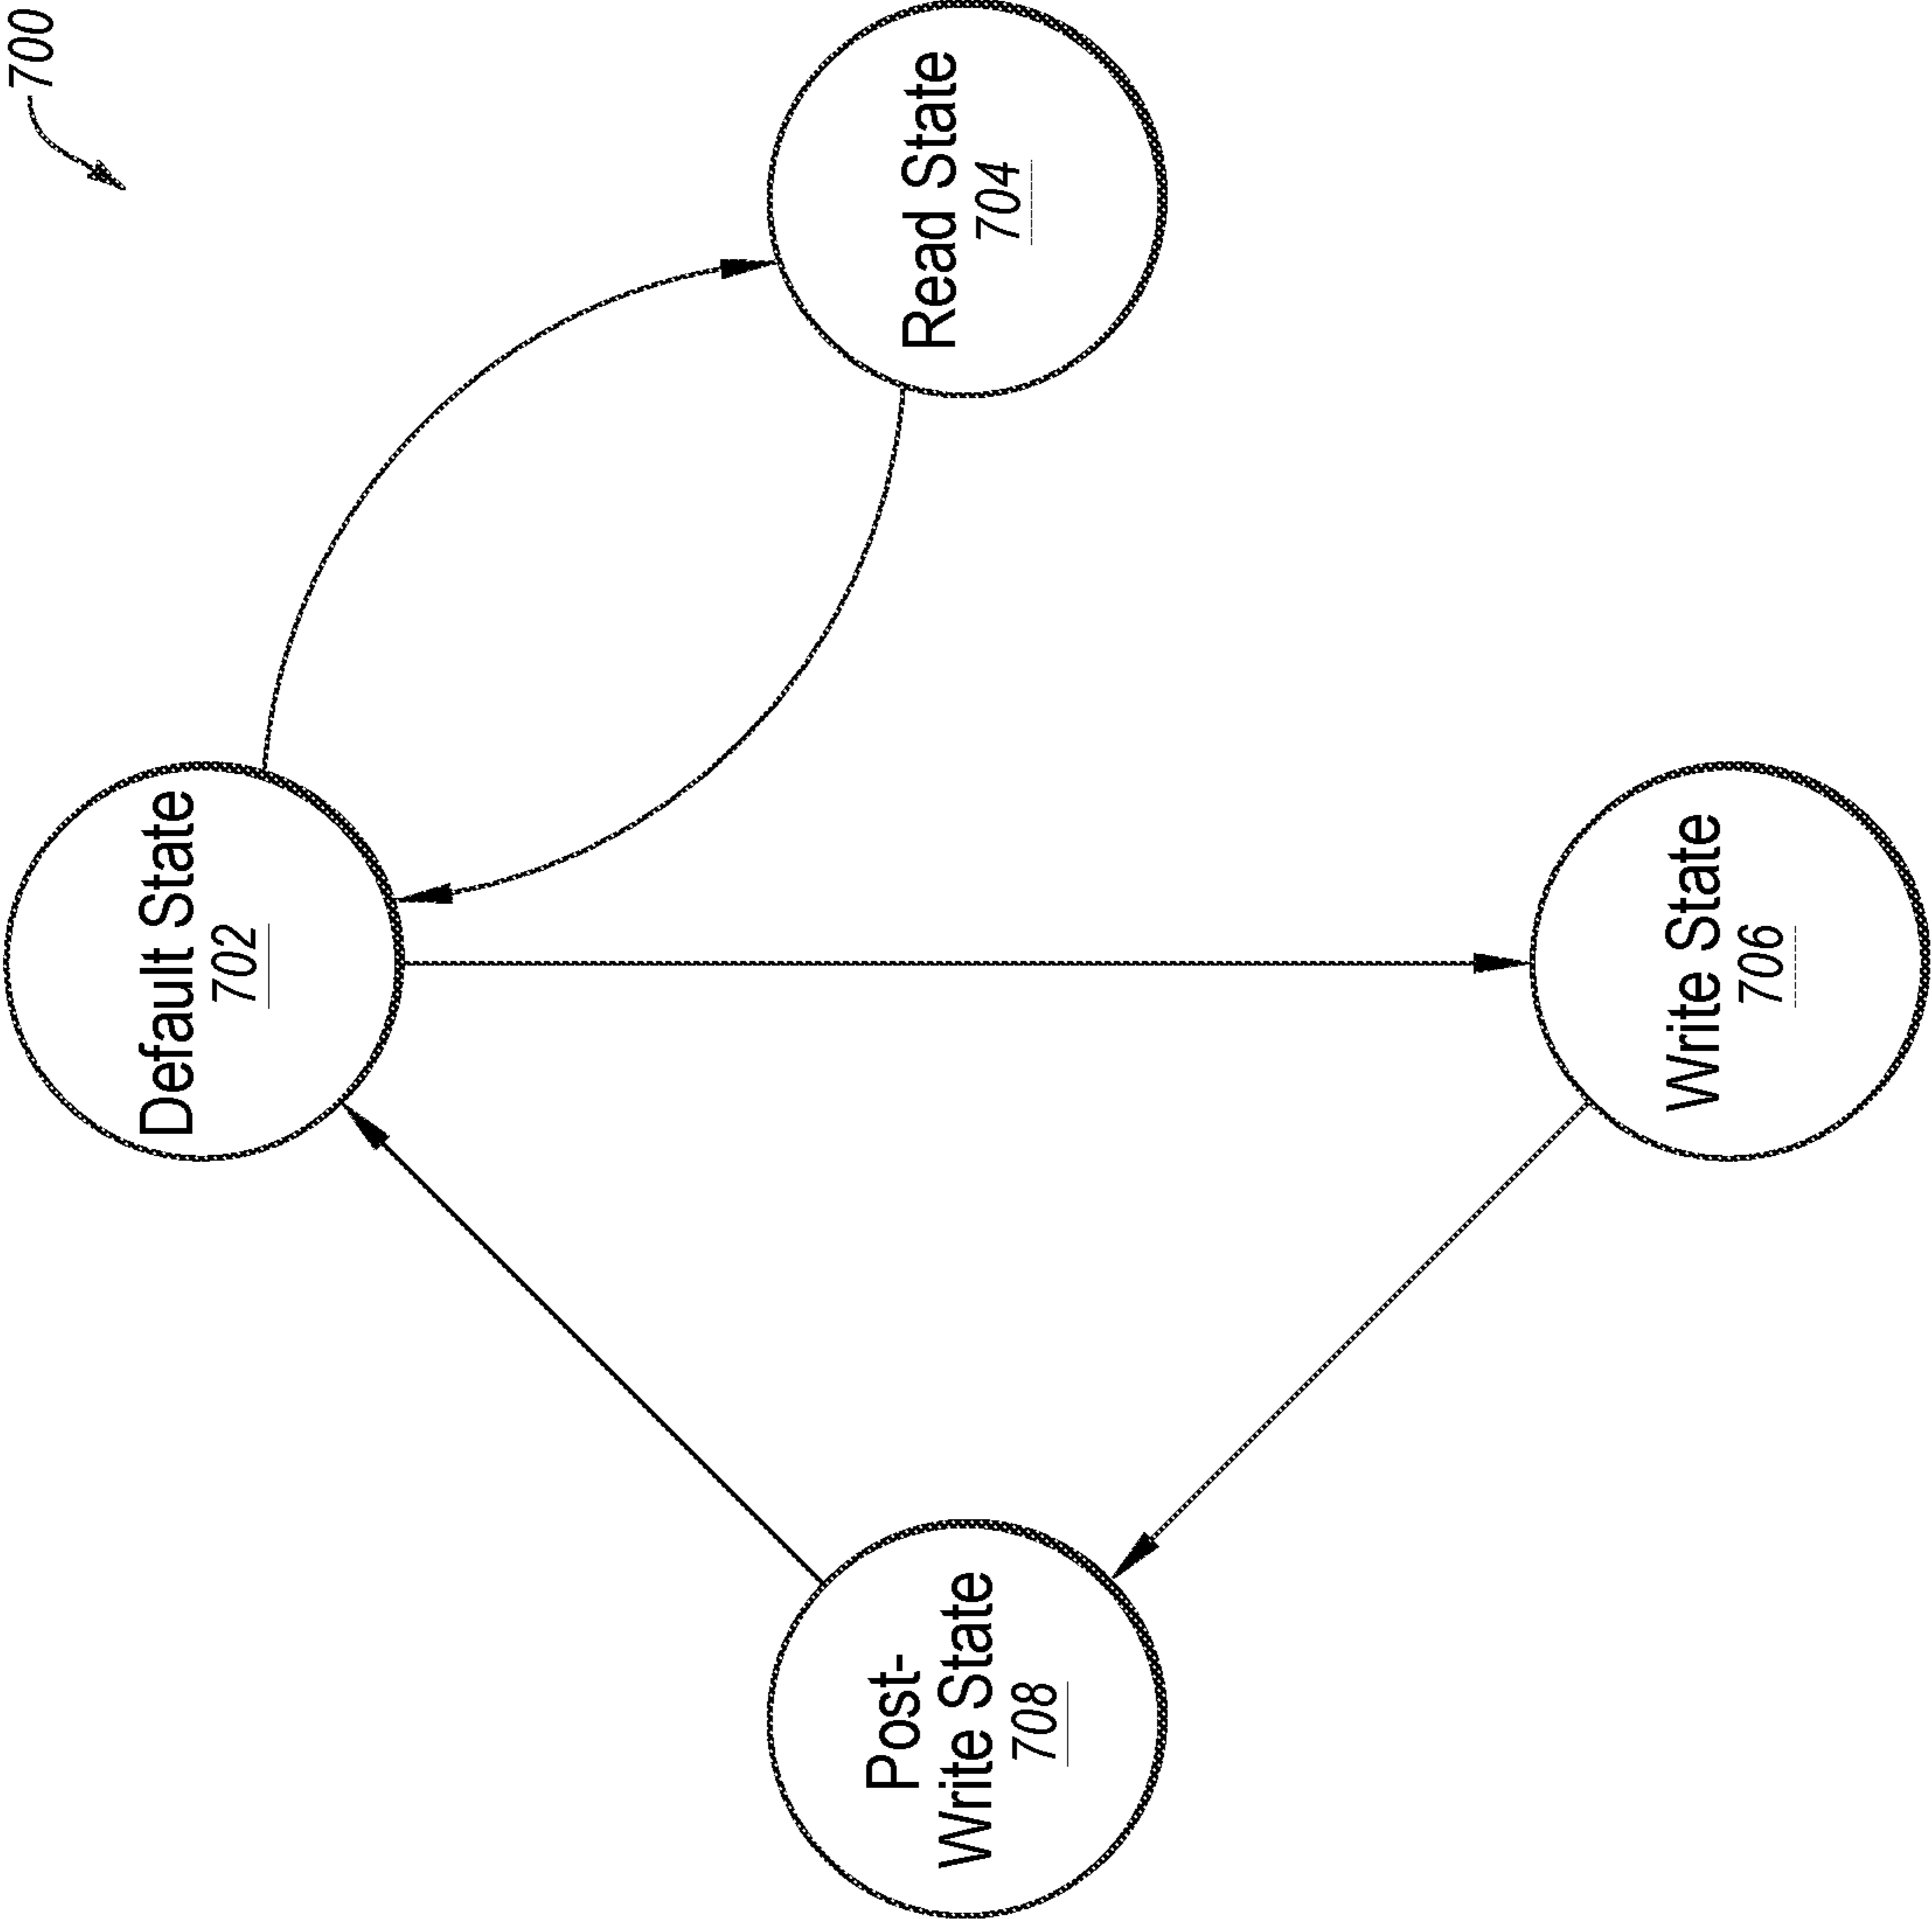 700
Default State
702
Read State
704
Write State
706
Post-
Write State
708